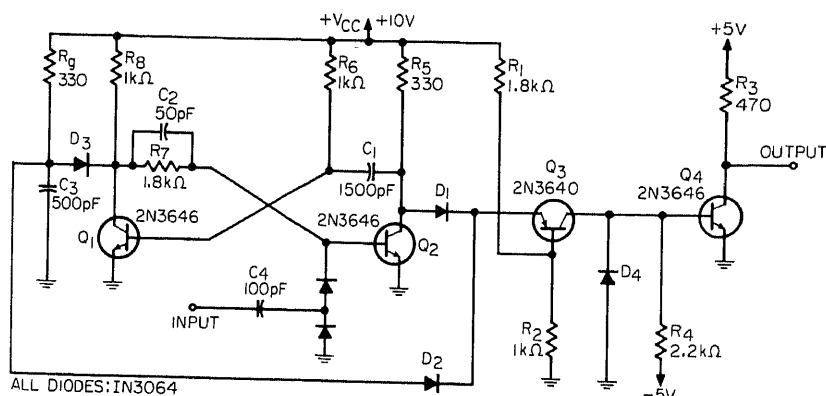 +VCC +10V
+5V
R9
330
R8
1kΩ
R6
1kΩ
R5
330
R1
1.8kΩ
R3
470
C2
50pF
D3
R7
1.8kΩ
C1
1500pF
Q3
2N3640
Q4
2N3646
OUTPUT
C3
500pF
2N3646
Q1
D1
2N3646
Q2
D4
C4
100pF
INPUT
R2
1kΩ
R4
2.2kΩ
D2
ALL DIODES: IN3064
-5V